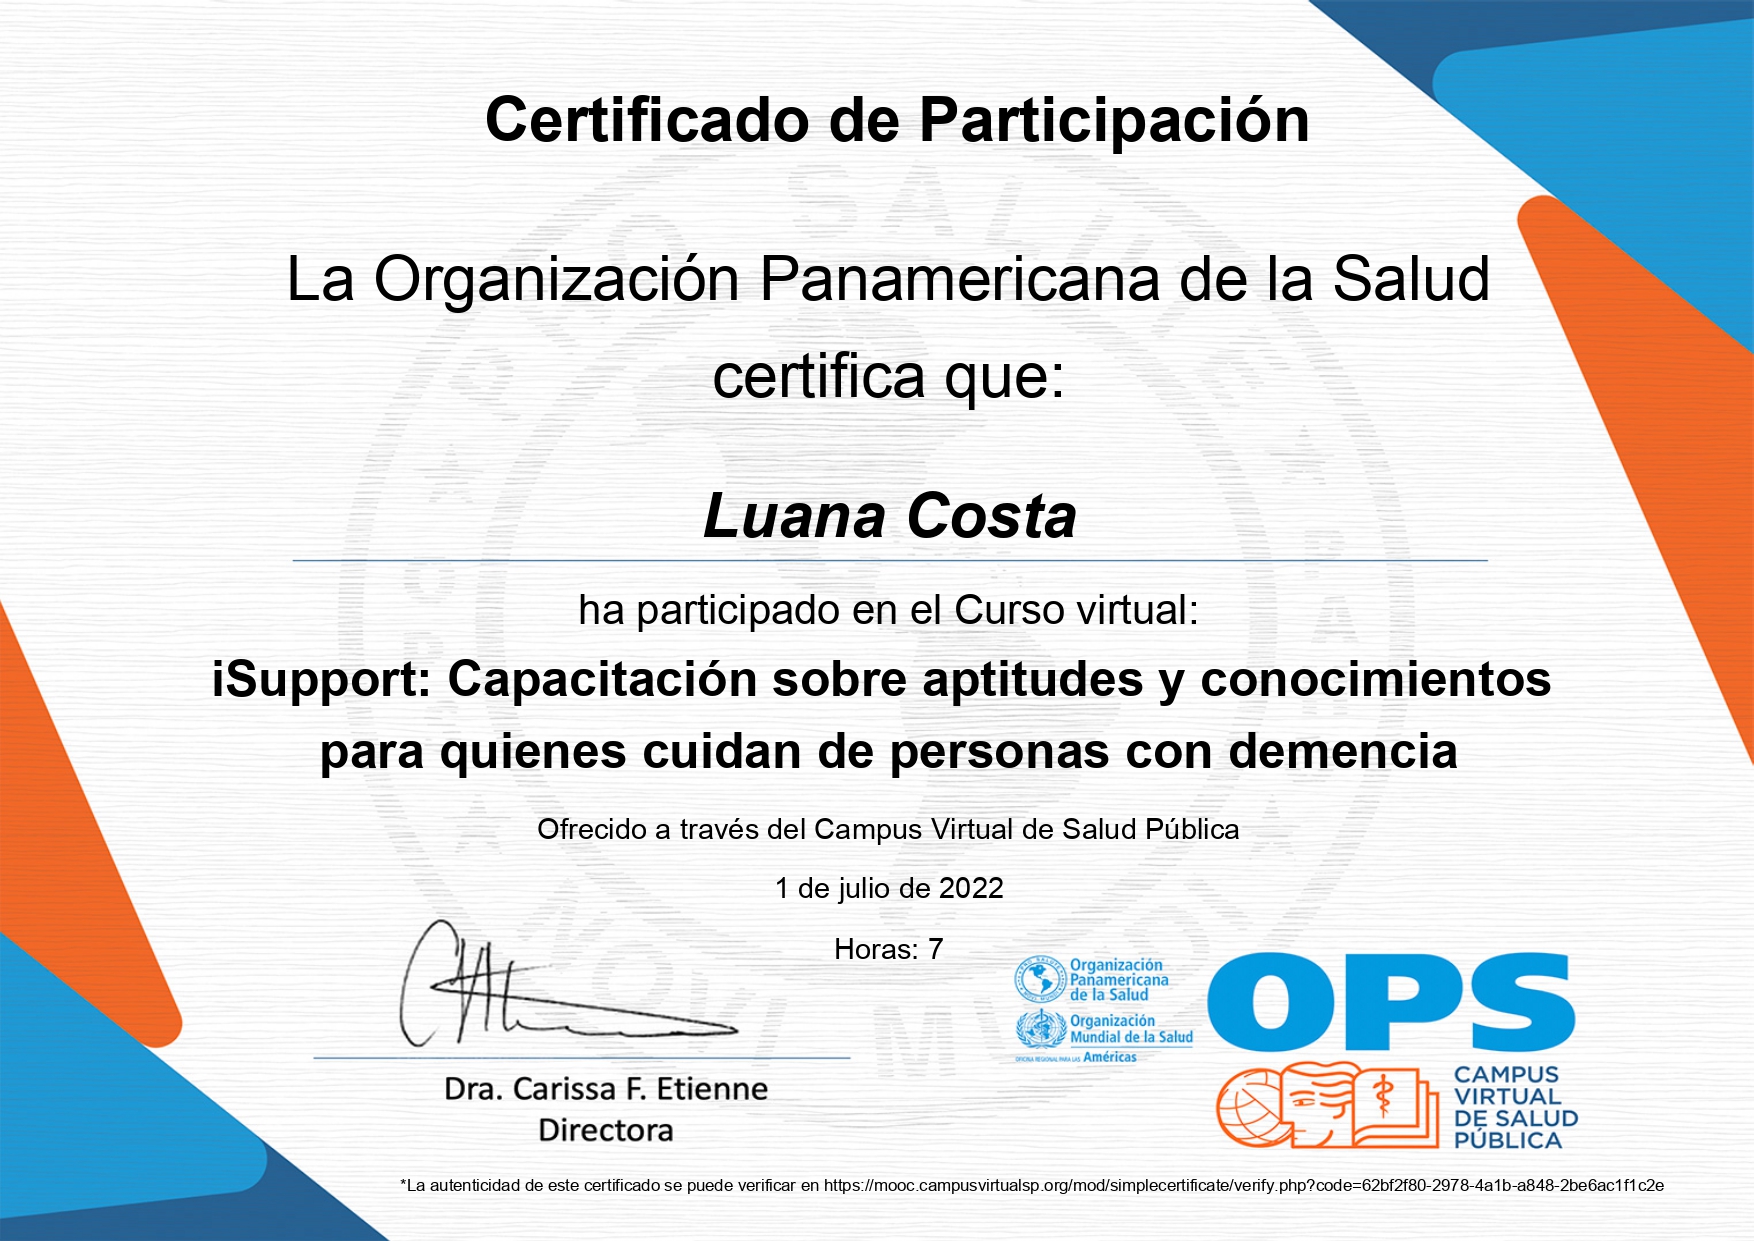 Certificado de Participación
La Organización Panamericana de la Salud
certifica que:
Luana Costa
ha participado en el Curso virtual:
iSupport: Capacitación sobre aptitudes y conocimientos
para quienes cuidan de personas con demencia
Ofrecido a través del Campus Virtual de Salud Pública
1 de julio de 2022
Horas: 7
Dra. Carissa F. Etienne
Directora
Organización
Panamericana
de la Salud
Organización
Mundial de la Salud
OFICINA REGIONAL PARA LAS Américas
OPS
CAMPUS
VIRTUAL
DE SALUD
PÚBLICA
*La autenticidad de este certificado se puede verificar en https://mooc.campusvirtualsp.org/mod/simplecertificate/verify.php?code=62bf2f80-2978-4a1b-a848-2be6ac1f1c2e